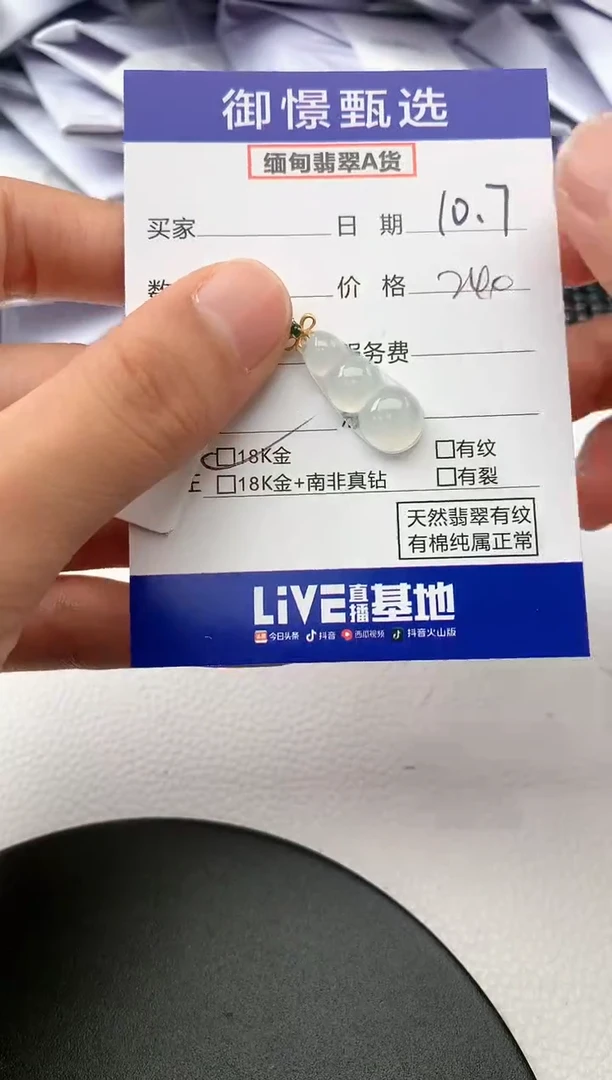 御憬甄选
缅甸翡翠A货
买家 日 期 10.7
价 格
务费
18K金 有纹
18K金+南非真钻 有裂
天然翡翠有纹
有棉纯属正常
LiVE直播基地
今日头条 抖音 西瓜视频 抖音火山版